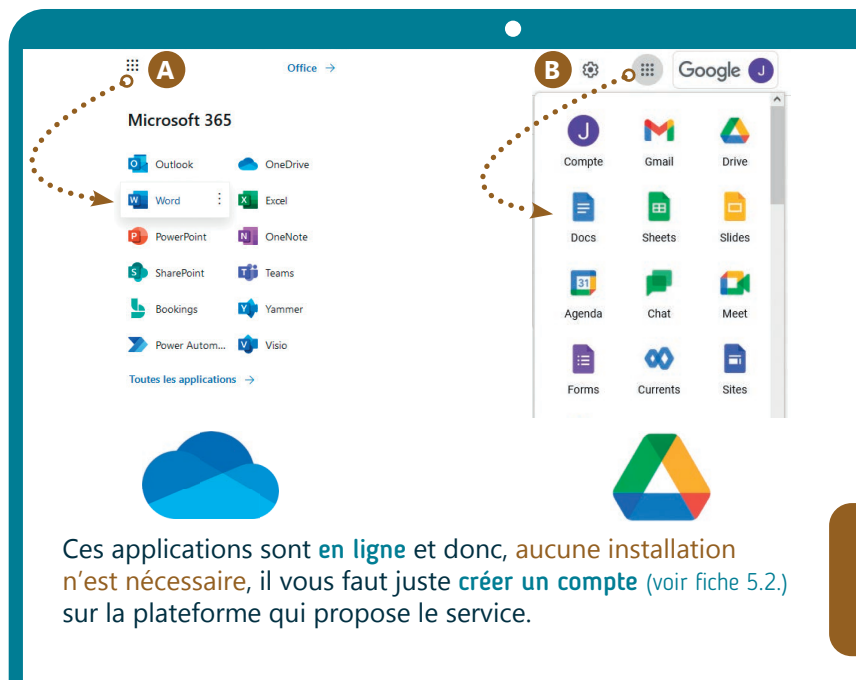 A
Office →
Microsoft 365
Outlook
OneDrive
Word
Excel
PowerPoint
OneNote
SharePoint
Teams
Bookings
Yammer
Power Autom...
Visio
Toutes les applications →
B
Google J
J
Compte
Gmail
Drive
Docs
Sheets
Slides
31
Agenda
Chat
Meet
Forms
Currents
Sites
Ces applications sont en ligne et donc, aucune installation
n'est nécessaire, il vous faut juste créer un compte (voir fiche 5.2.)
sur la plateforme qui propose le service.